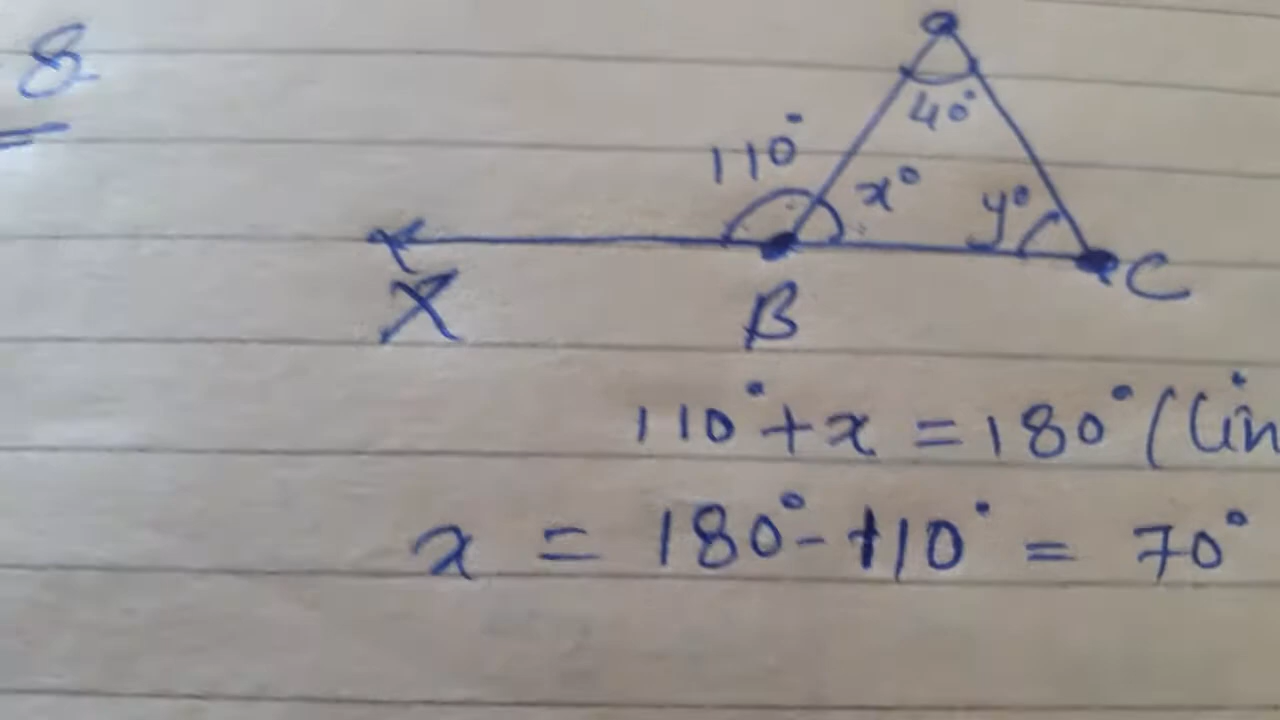 8
40°
110°
x°
y°
X
B
C
110° + x = 180° (lin
x = 180° - 110° = 70°